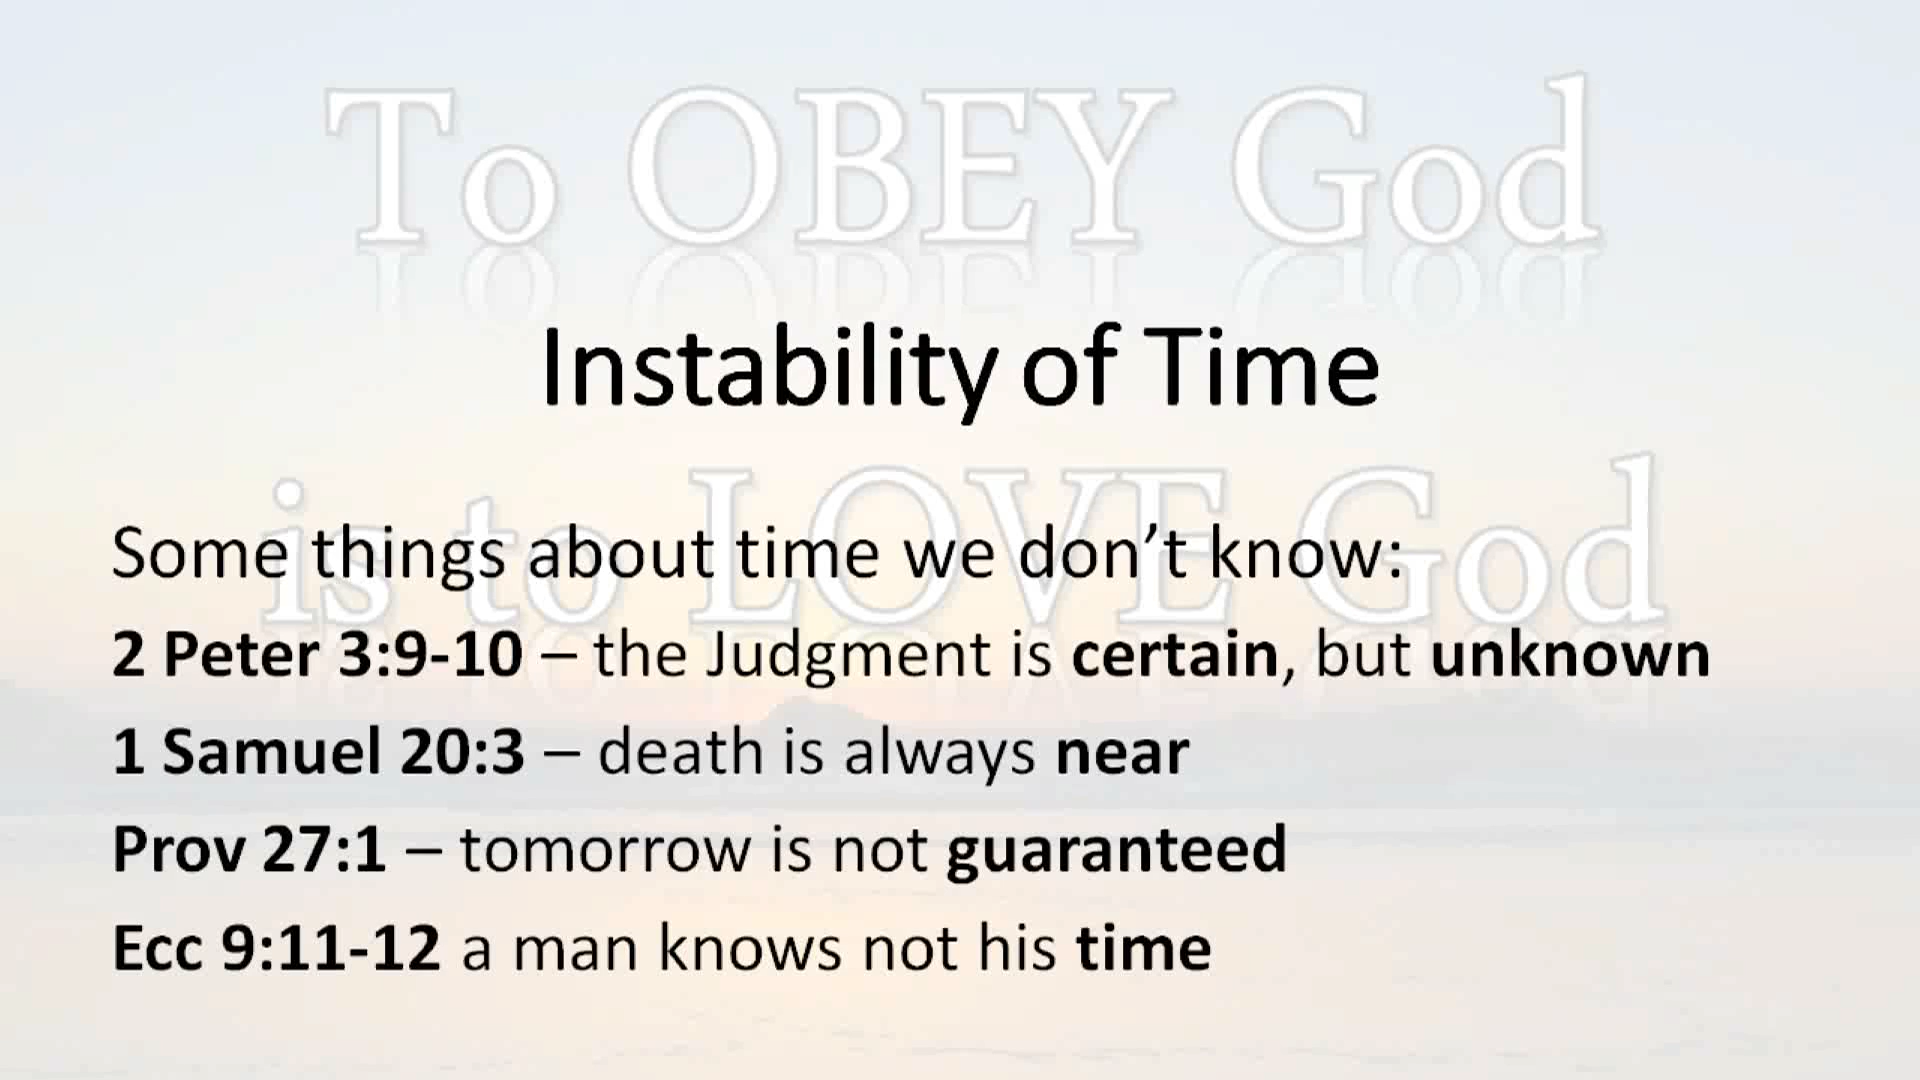 To OBEY God
Instability of Time
is to LOVE God
Some things about time we don’t know:
2 Peter 3:9-10 – the Judgment is certain, but unknown
1 Samuel 20:3 – death is always near
Prov 27:1 – tomorrow is not guaranteed
Ecc 9:11-12 a man knows not his time